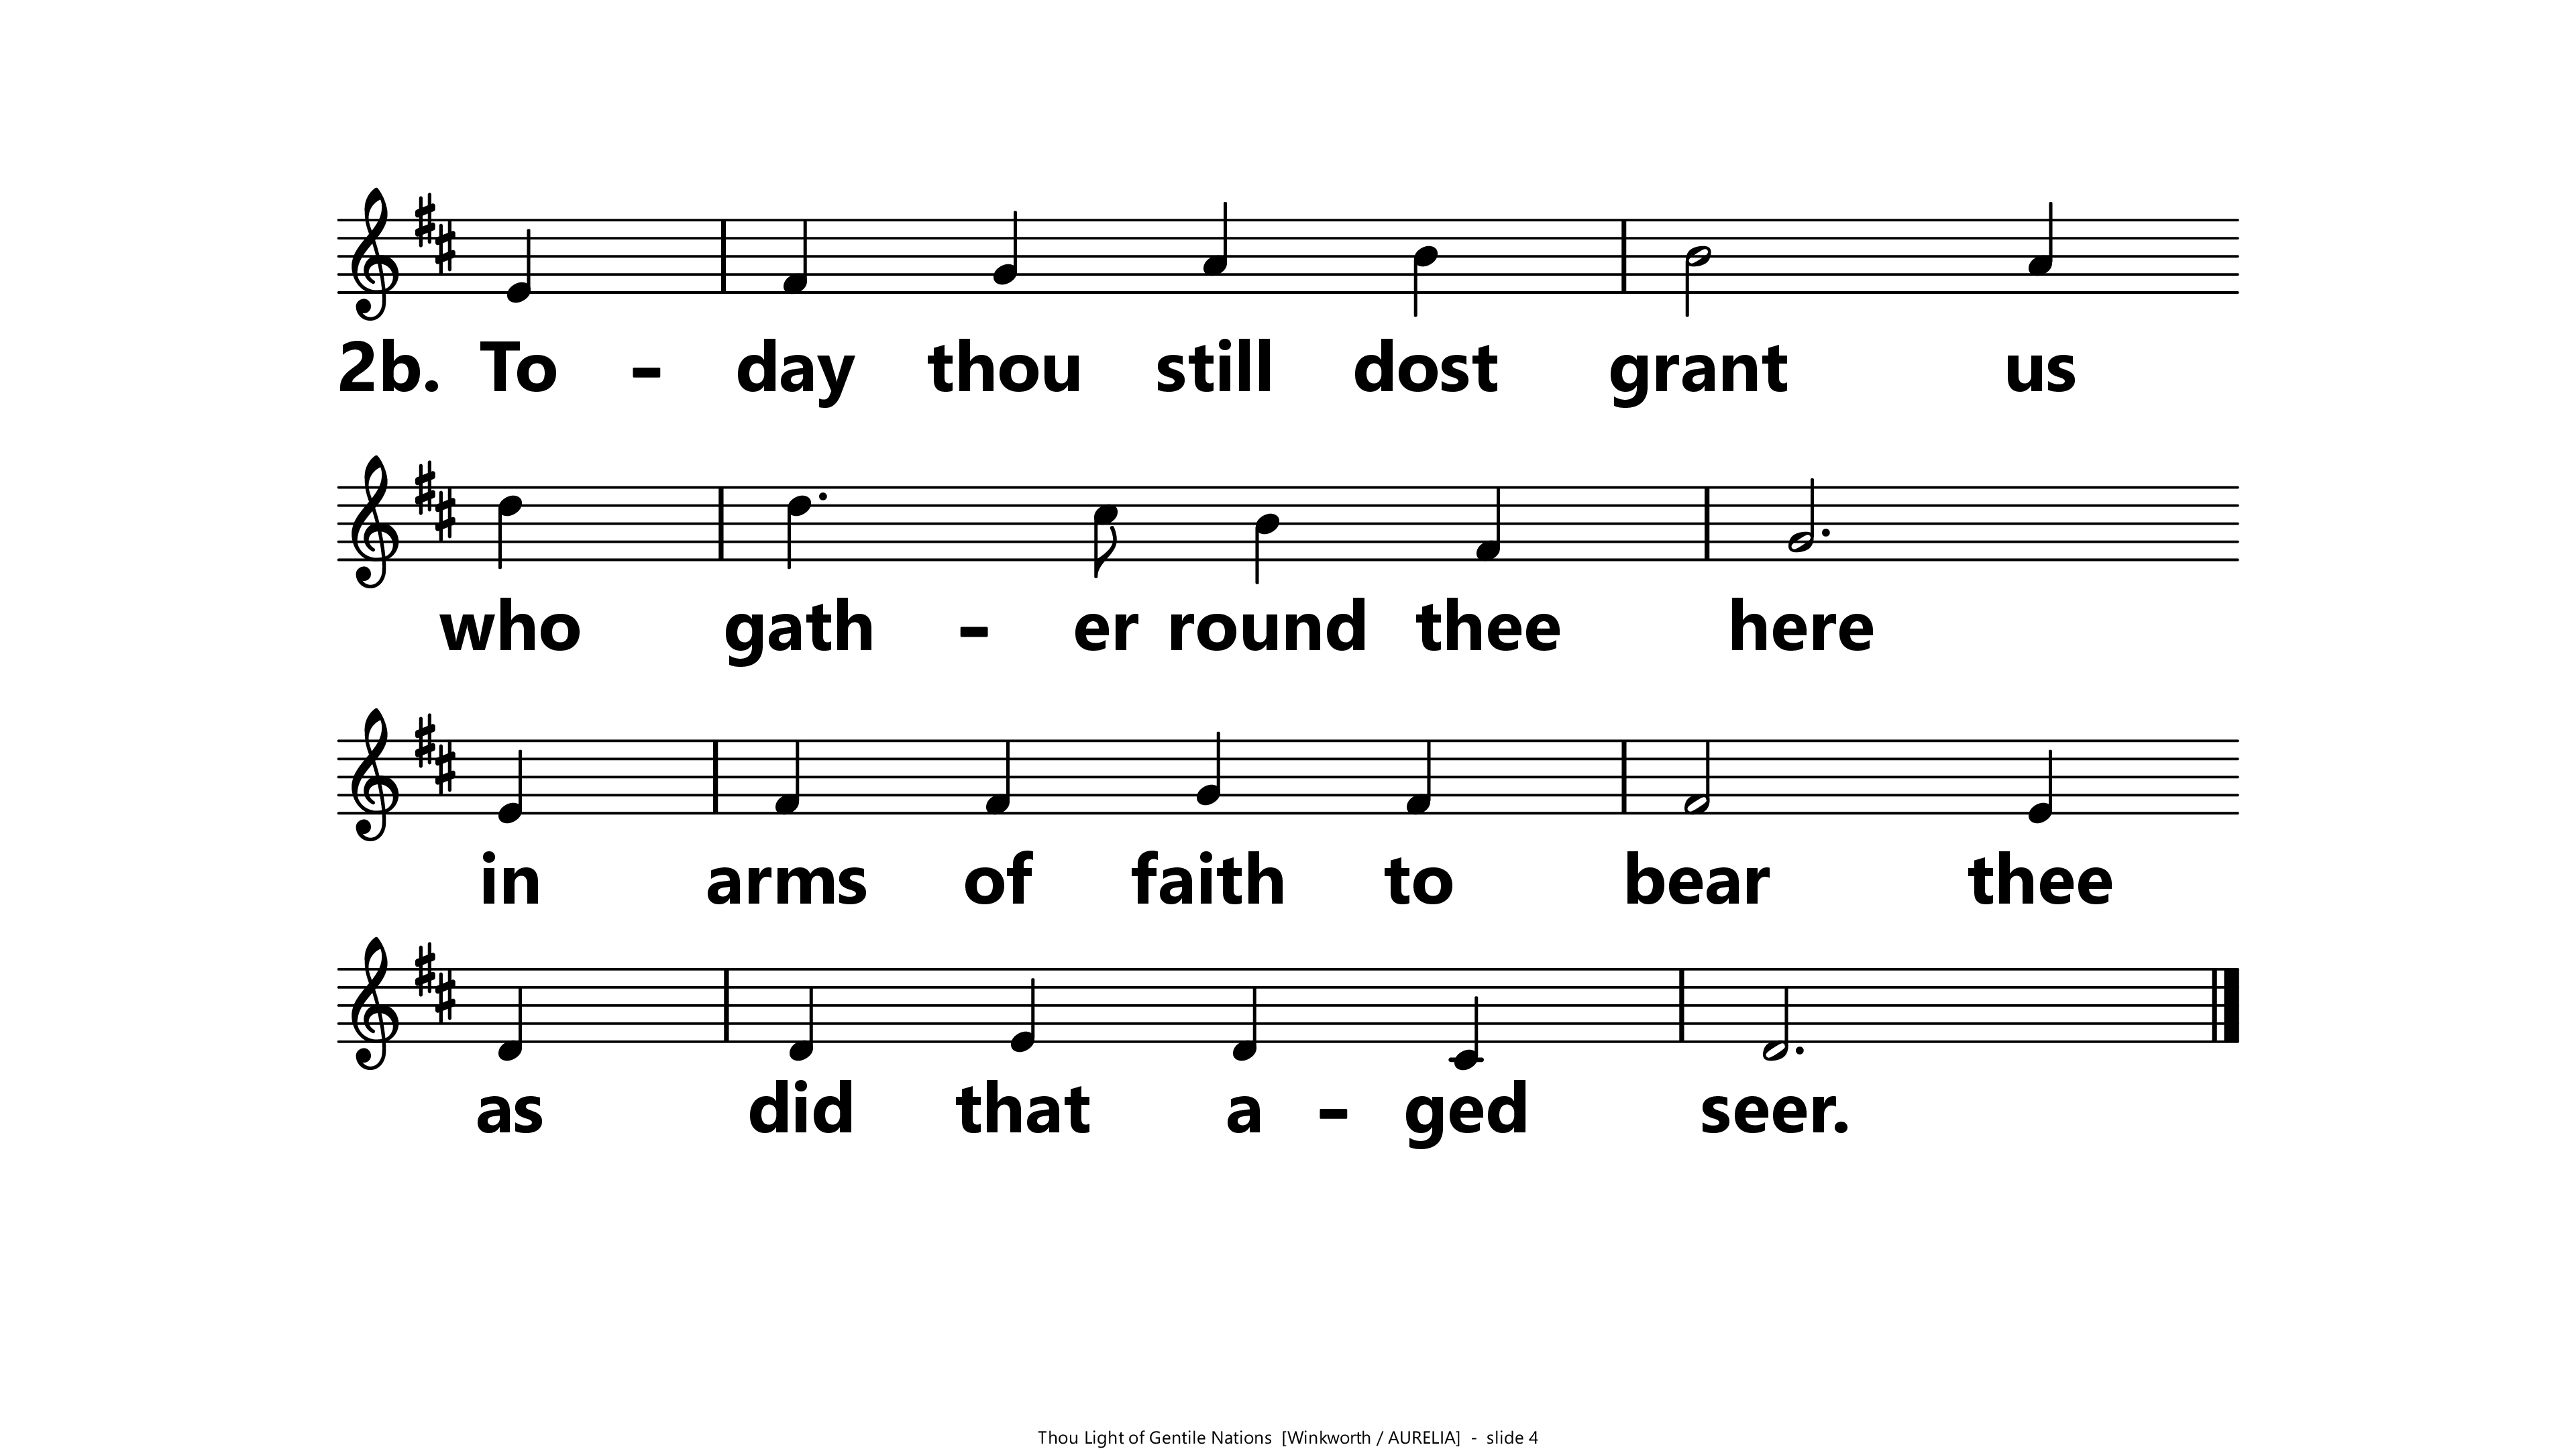 2b. To - day thou still dost grant us
who gath - er round thee here
in arms of faith to bear thee
as did that a - ged seer.
Thou Light of Gentile Nations [Winkworth / AURELIA] - slide 4